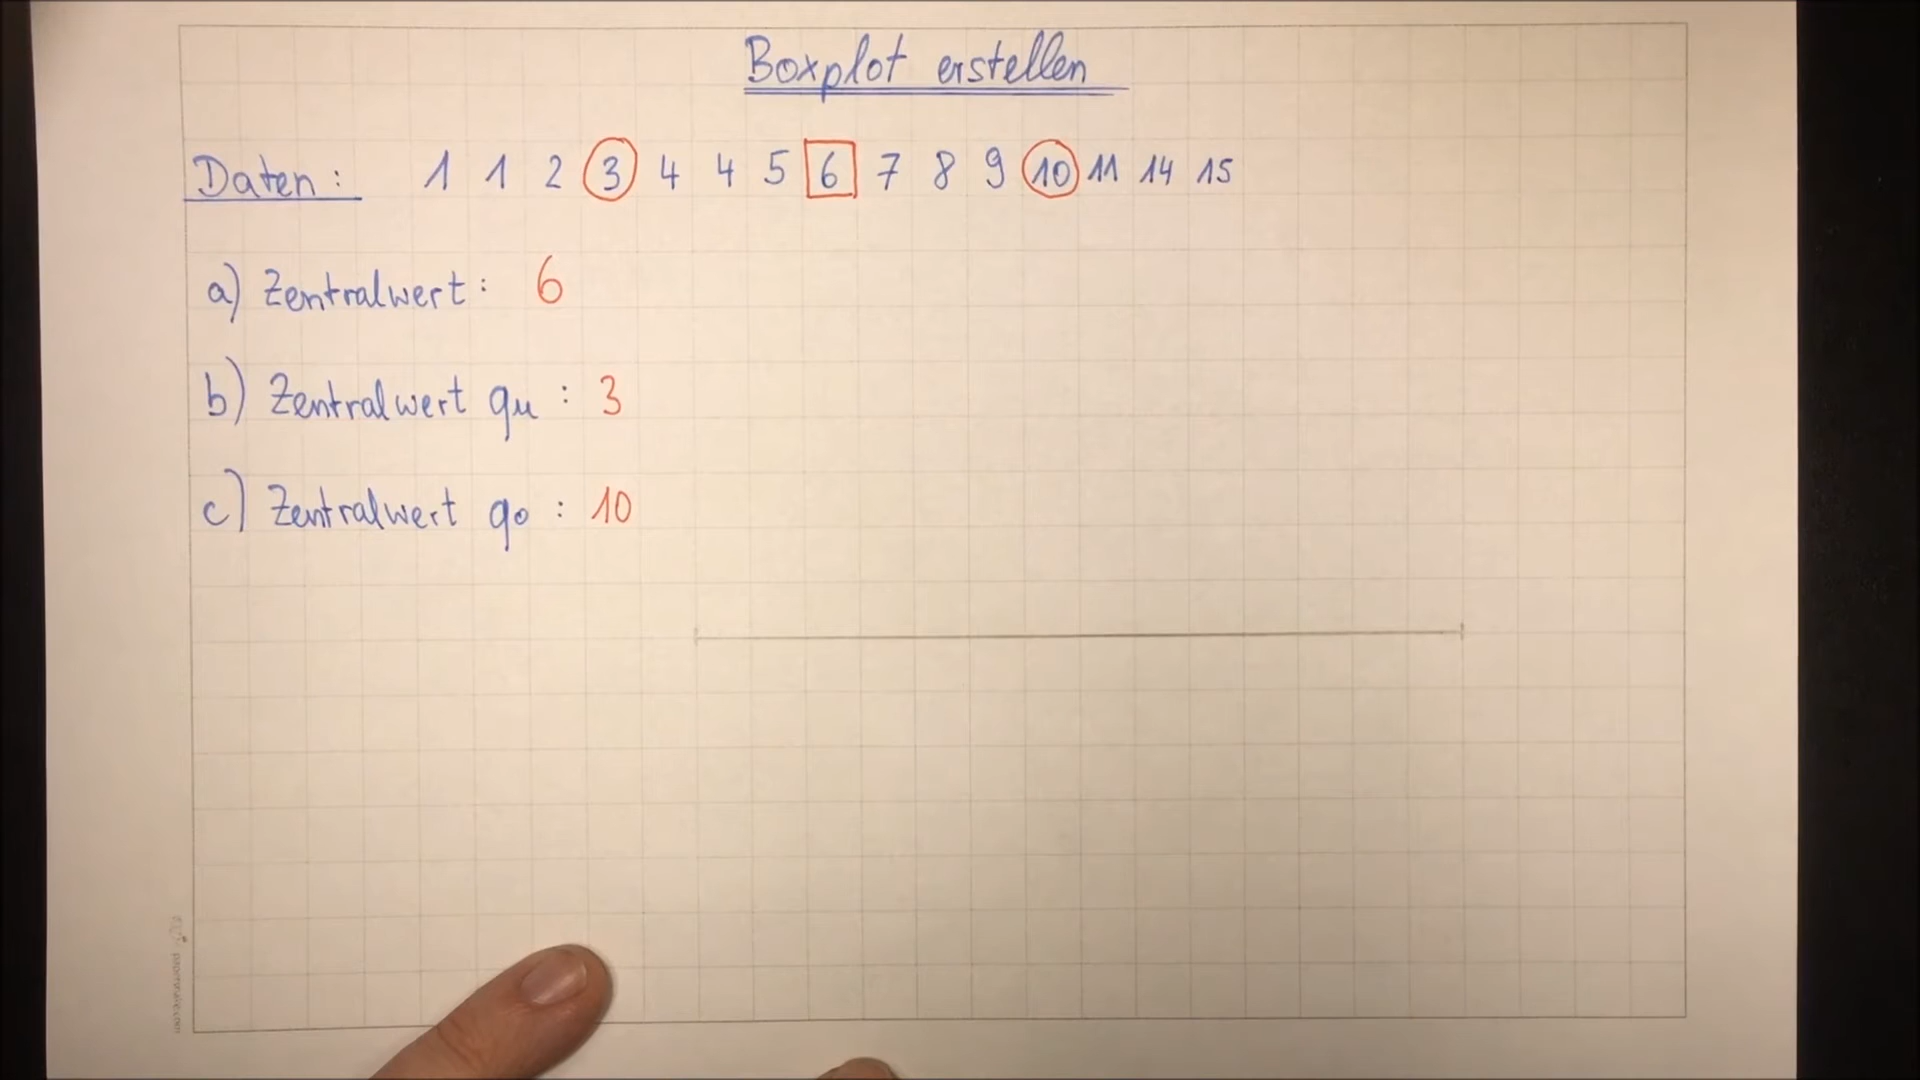 Boxplot erstellen
Daten: 1 1 2 3 4 4 5 6 7 8 9 10 11 14 15
a) Zentralwert: 6
b) Zentralwert qu: 3
c) Zentralwert qo: 10